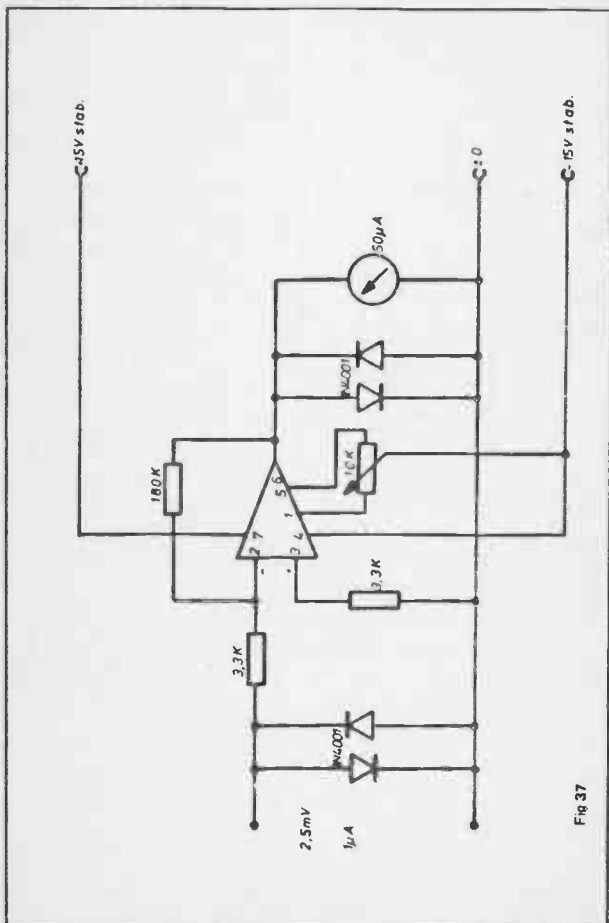 +15V stab.
180K
3,3K
2
7
6
5
-
1
3
4
10K
2,5mV
1µA
1N4001
3,3K
1N4001
50µA
± 0
-15V stab.
Fig 37